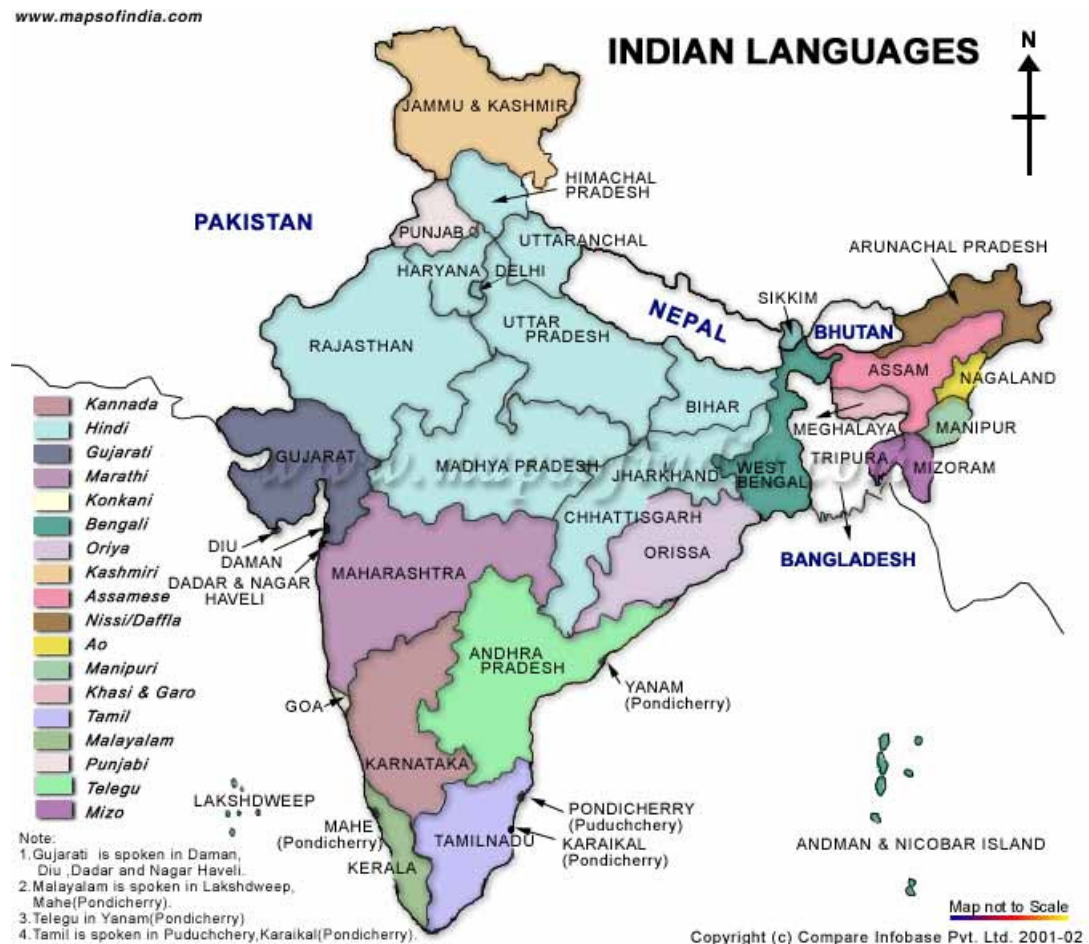 www.mapsofindia.com
INDIAN LANGUAGES
N
JAMMU & KASHMIR
HIMACHAL
PRADESH
PAKISTAN
PUNJAB
UTTARANCHAL
ARUNACHAL PRADESH
HARYANA
DELHI
SIKKIM
NEPAL
BHUTAN
RAJASTHAN
UTTAR
PRADESH
ASSAM
NAGALAND
BIHAR
MEGHALAYA
MANIPUR
GUJARAT
MADHYA PRADESH
JHARKHAND
WEST
BENGAL
TRIPURA
MIZORAM
www.mapsofindia.com
CHHATTISGARH
ORISSA
BANGLADESH
DIU
DAMAN
DADAR & NAGAR
HAVELI
MAHARASHTRA
ANDHRA
PRADESH
YANAM
(Pondicherry)
GOA
KARNATAKA
LAKSHDWEEP
MAHE
(Pondicherry)
PONDICHERRY
(Puduchchery)
KARAIKAL
(Pondicherry)
TAMILNADU
KERALA
ANDMAN & NICOBAR ISLAND
Kannada
Hindi
Gujarati
Marathi
Konkani
Bengali
Oriya
Kashmiri
Assamese
Nissi/Daffla
Ao
Manipuri
Khasi & Garo
Tamil
Malayalam
Punjabi
Telegu
Mizo
Note:
1.Gujarati is spoken in Daman,
Diu ,Dadar and Nagar Haveli.
2.Malayalam is spoken in Lakshdweep,
Mahe(Pondicherry).
3.Telegu in Yanam(Pondicherry)
4.Tamil is spoken in Puduchchery,Karaikal(Pondicherry).
Map not to Scale
Copyright (c) Compare Infobase Pvt. Ltd. 2001-02